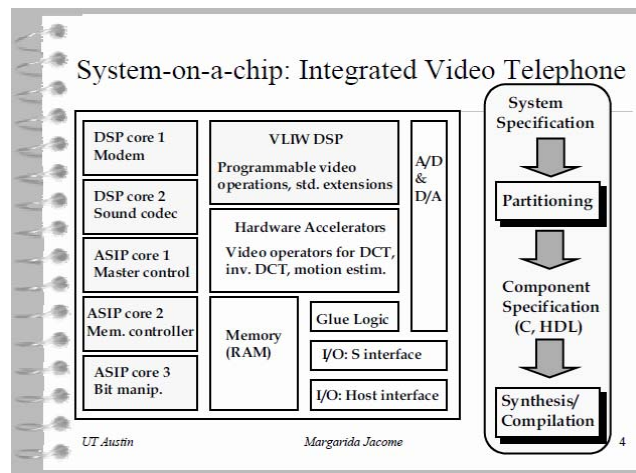 System-on-a-chip: Integrated Video Telephone
DSP core 1
Modem
DSP core 2
Sound codec
ASIP core 1
Master control
ASIP core 2
Mem. controller
ASIP core 3
Bit manip.
VLIW DSP
Programmable video
operations, std. extensions
Hardware Accelerators
Video operators for DCT,
inv. DCT, motion estim.
Memory
(RAM)
Glue Logic
I/O: S interface
I/O: Host interface
A/D
&
D/A
System
Specification
Partitioning
Component
Specification
(C, HDL)
Synthesis/
Compilation
UT Austin
Margarida Jacome
4